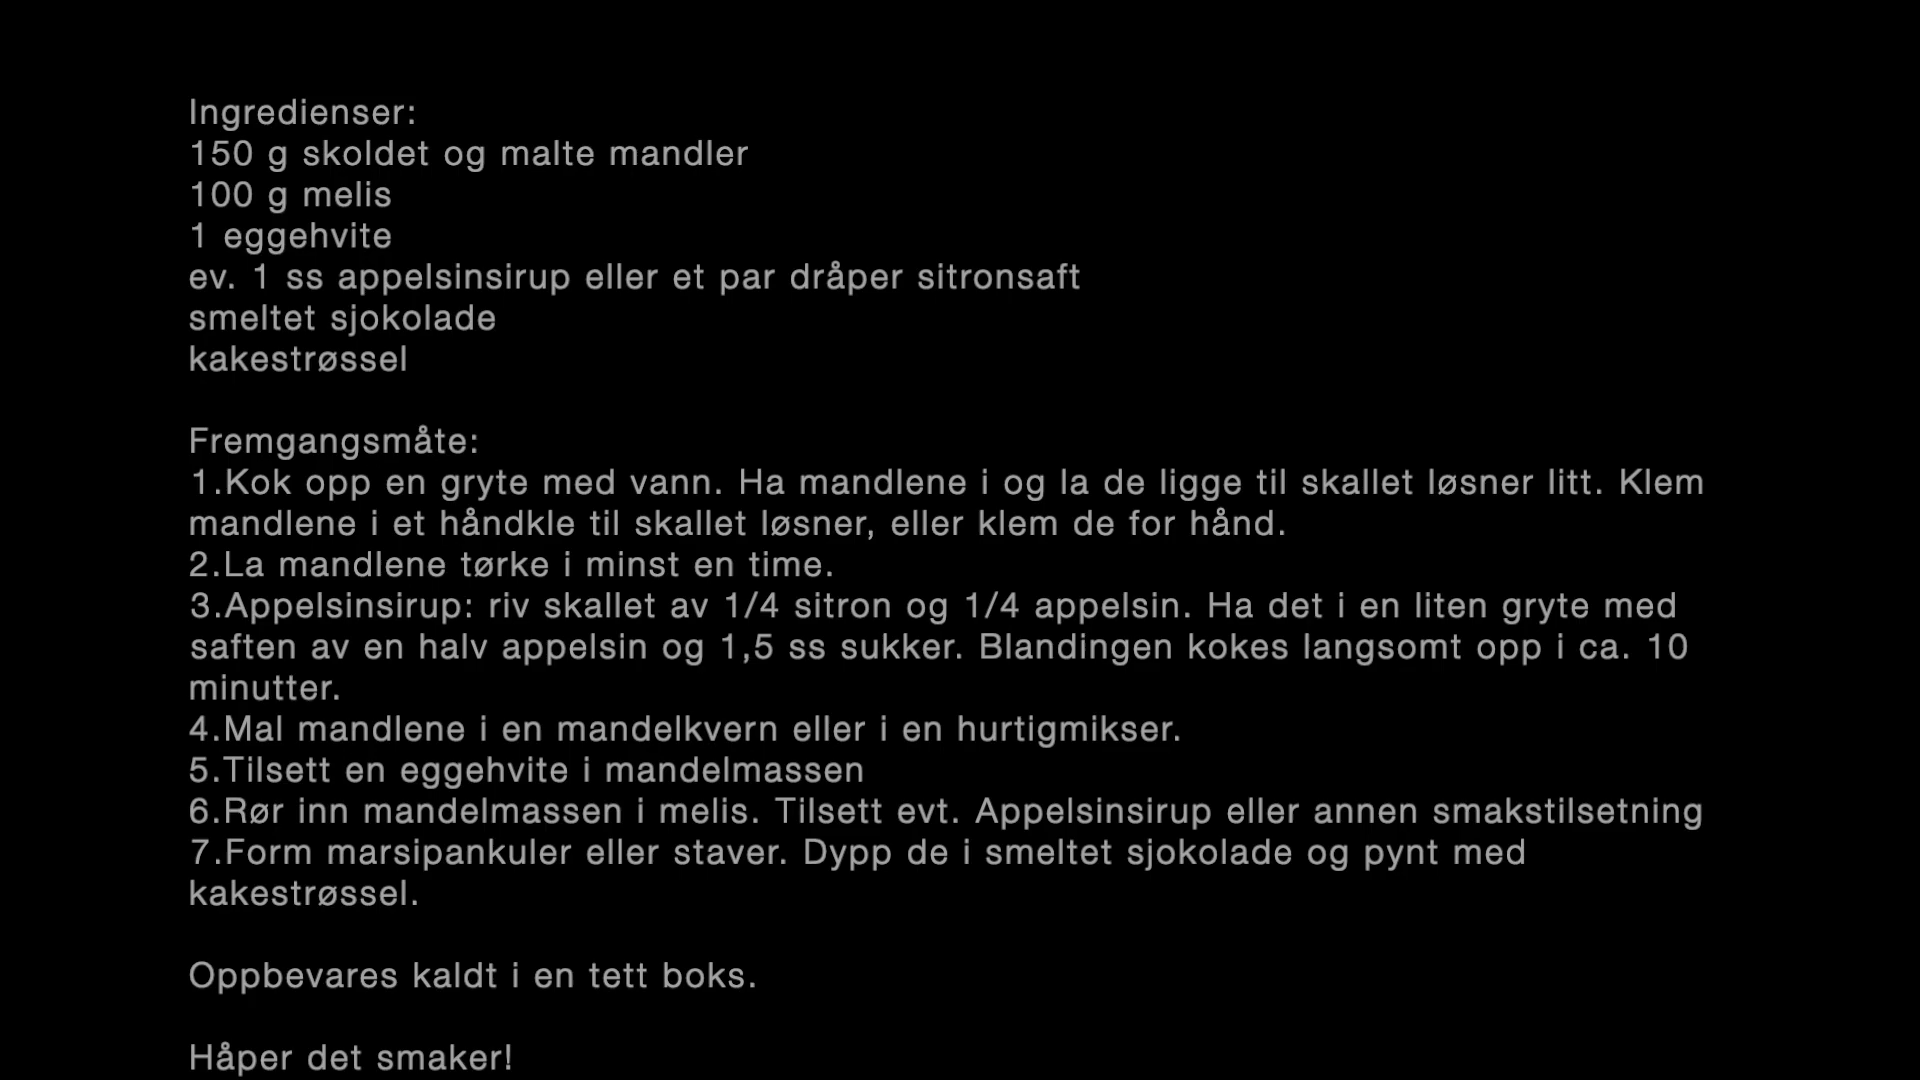 Ingredienser:
150 g skoldet og malte mandler
100 g melis
1 eggehvite
ev. 1 ss appelsinsirup eller et par dråper sitronsaft
smeltet sjokolade
kakestrøssel
Fremgangsmåte:
1.Kok opp en gryte med vann. Ha mandlene i og la de ligge til skallet løsner litt. Klem
mandlene i et håndkle til skallet løsner, eller klem de for hånd.
2.La mandlene tørke i minst en time.
3.Appelsinsirup: riv skallet av 1/4 sitron og 1/4 appelsin. Ha det i en liten gryte med
saften av en halv appelsin og 1,5 ss sukker. Blandingen kokes langsomt opp i ca. 10
minutter.
4.Mal mandlene i en mandelkvern eller i en hurtigmikser.
5.Tilsett en eggehvite i mandelmassen
6.Rør inn mandelmassen i melis. Tilsett evt. Appelsinsirup eller annen smakstilsetning
7.Form marsipankuler eller staver. Dypp de i smeltet sjokolade og pynt med
kakestrøssel.
Oppbevares kaldt i en tett boks.
Håper det smaker!